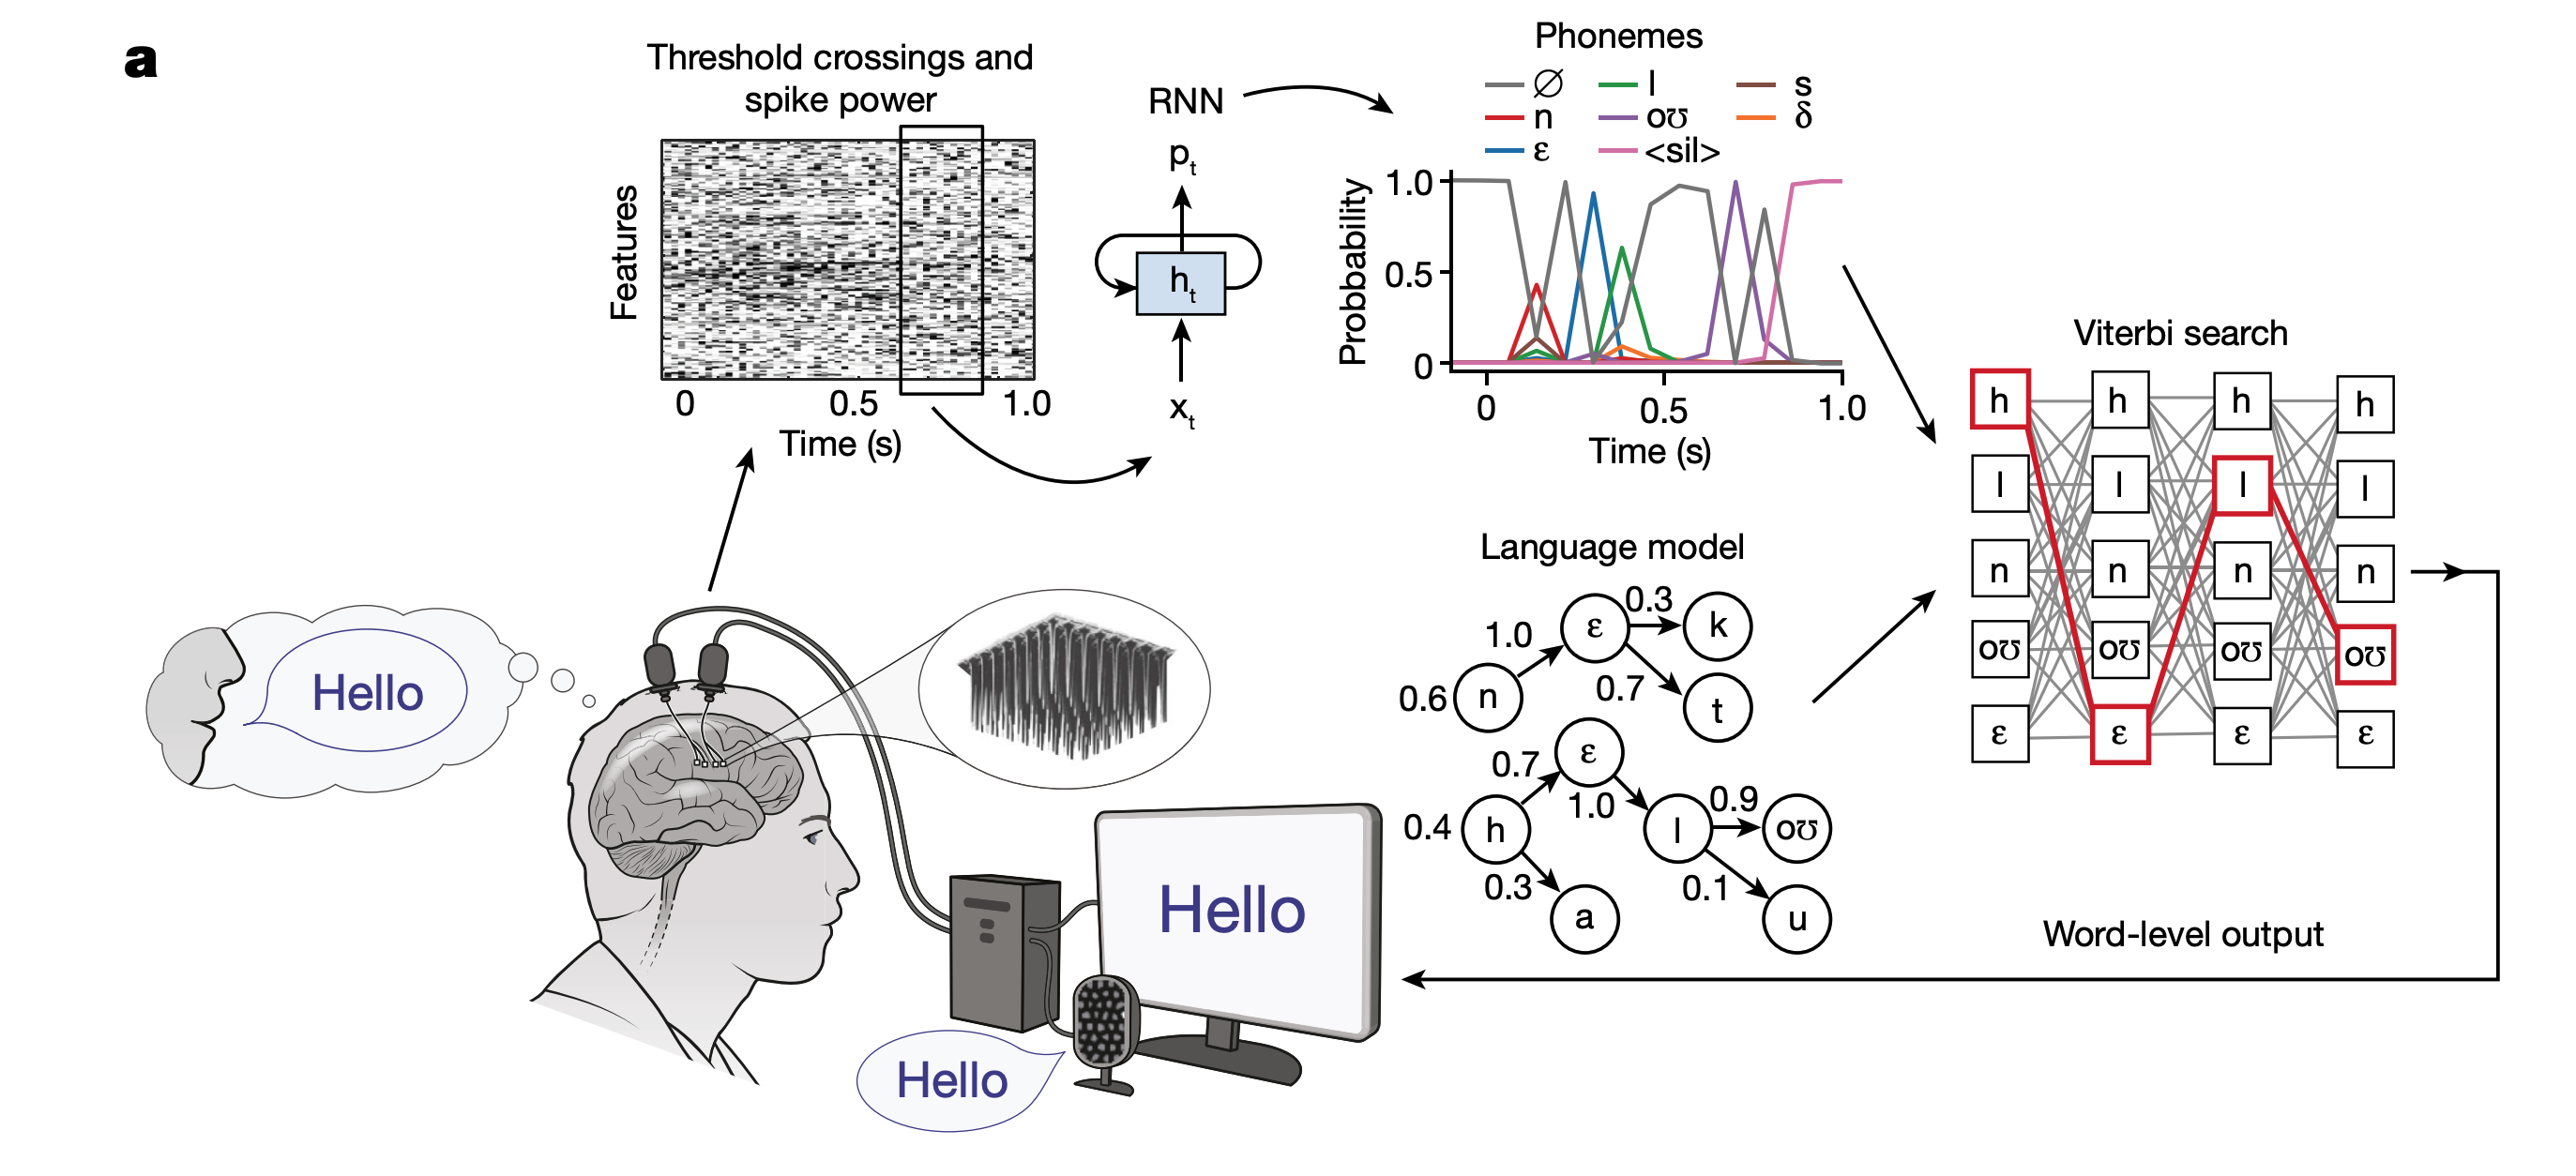 a
Threshold crossings and
spike power
Features
0 0.5 1.0
Time (s)
RNN
pt
ht
xt
Phonemes
∅ l s
n oʊ δ
ε <sil>
Probability
1.0
0.5
0
0 0.5 1.0
Time (s)
Viterbi search
h h h h
l l l l
n n n n
oʊ oʊ oʊ oʊ
ε ε ε ε
Language model
0.6 n 1.0 ε 0.3 k
0.7 t
0.4 h 0.7 ε 1.0 l 0.9 oʊ
0.3 a 0.1 u
Word-level output
Hello
Hello
Hello